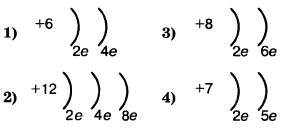 1) +6 ) ) 2e 4e
2) +12 ) ) ) 2e 4e 8e
3) +8 ) ) 2e 6e
4) +7 ) ) 2e 5e